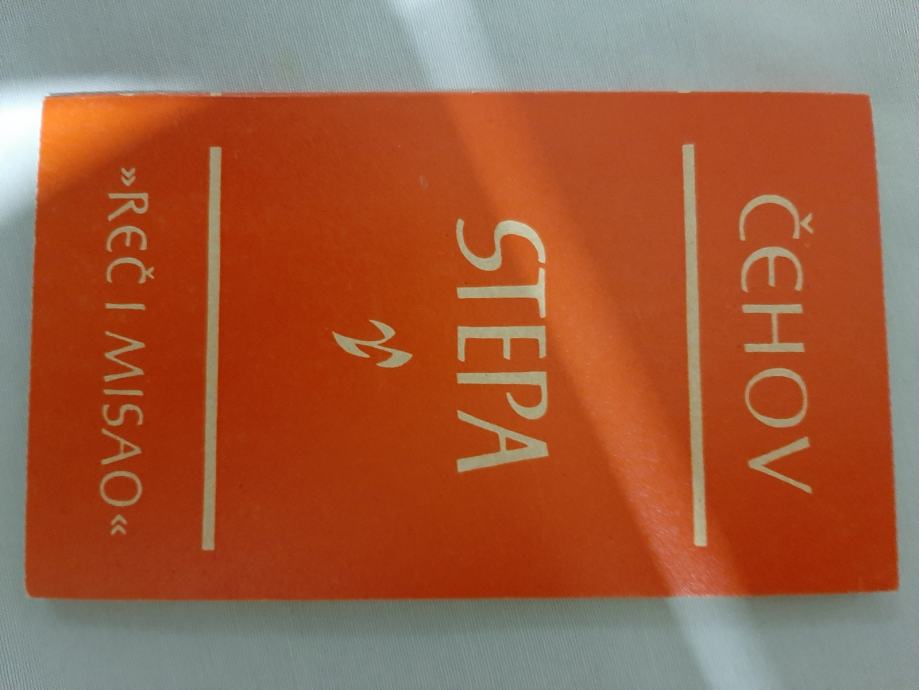 ČEHOV
STEPA
»REČ I MISAO«